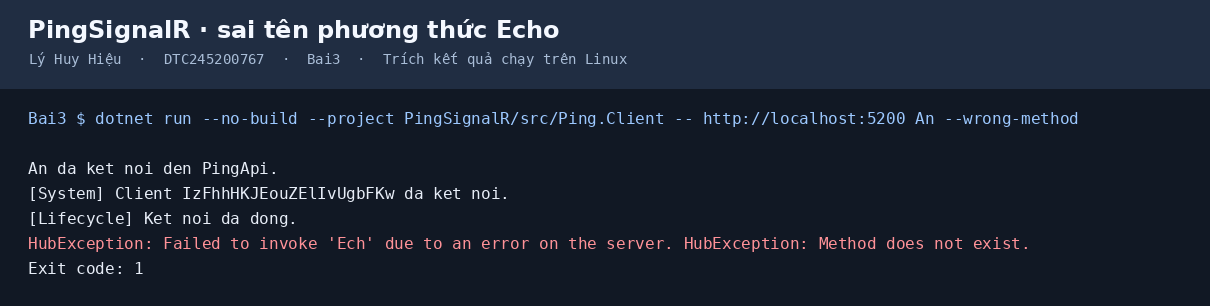 PingSignalR · sai tên phương thức Echo
Lý Huy Hiệu · DTC245200767 · Bai3 · Trích kết quả chạy trên Linux
Bai3 $ dotnet run --no-build --project PingSignalR/src/Ping.Client -- http://localhost:5200 An --wrong-method
An da ket noi den PingApi.
[System] Client IzFhhHKJEouZElIvUgbFKw da ket noi.
[Lifecycle] Ket noi da dong.
HubException: Failed to invoke 'Ech' due to an error on the server. HubException: Method does not exist.
Exit code: 1